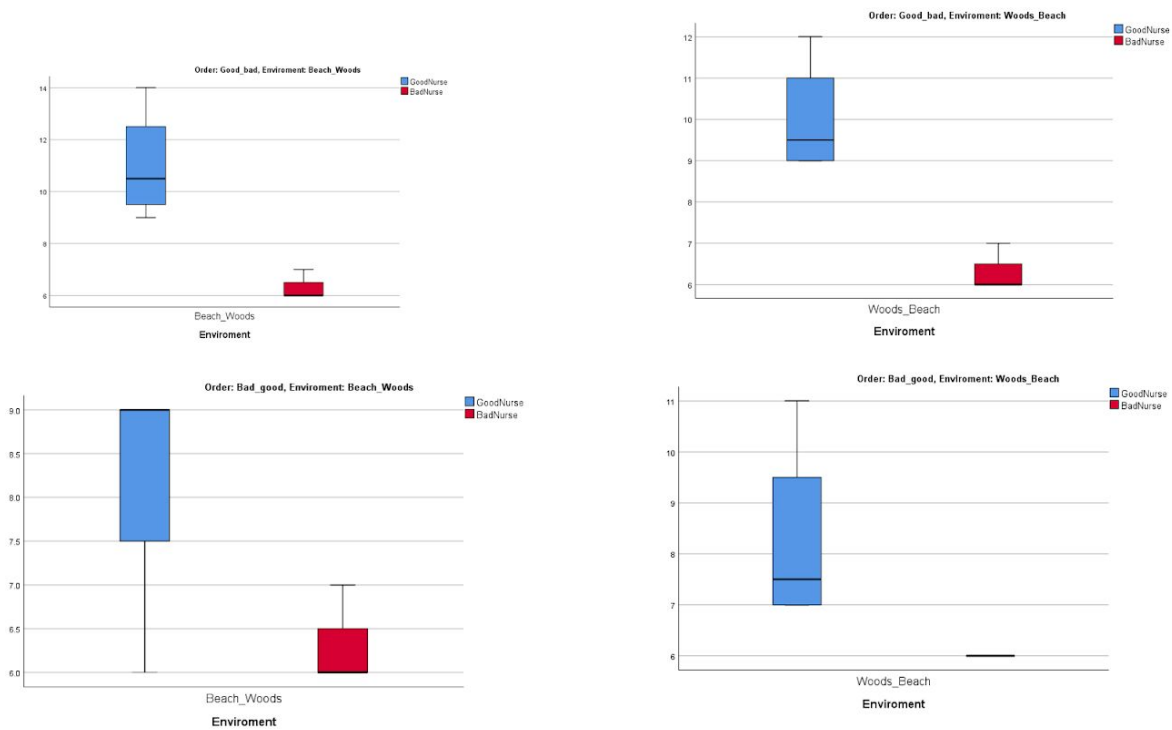 Order: Good_bad, Enviroment: Beach_Woods
GoodNurse
BadNurse
14
12
10
8
6
Beach_Woods
Enviroment
Order: Good_bad, Enviroment: Woods_Beach
GoodNurse
BadNurse
12
11
10
9
8
7
6
Woods_Beach
Enviroment
Order: Bad_good, Enviroment: Beach_Woods
GoodNurse
BadNurse
9.0
8.5
8.0
7.5
7.0
6.5
6.0
Beach_Woods
Enviroment
Order: Bad_good, Enviroment: Woods_Beach
GoodNurse
BadNurse
11
10
9
8
7
6
Woods_Beach
Enviroment